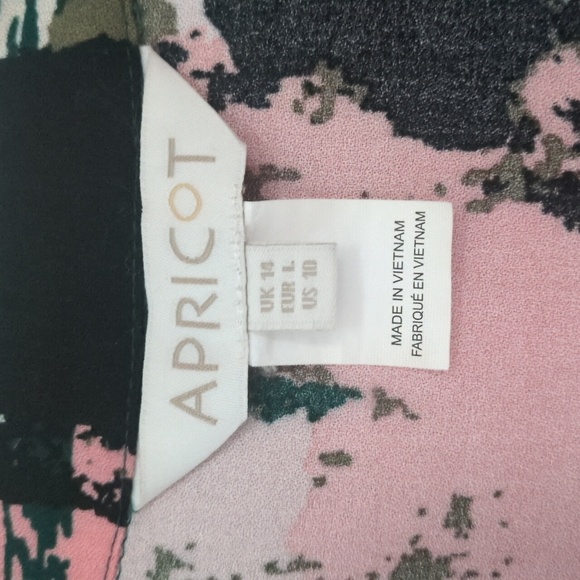 APRICOT
UK 14
EUR L
US 10
MADE IN VIETNAM
FABRIQUÉ EN VIETNAM